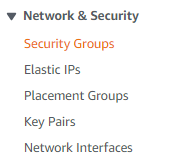 Network & Security
Security Groups
Elastic IPs
Placement Groups
Key Pairs
Network Interfaces